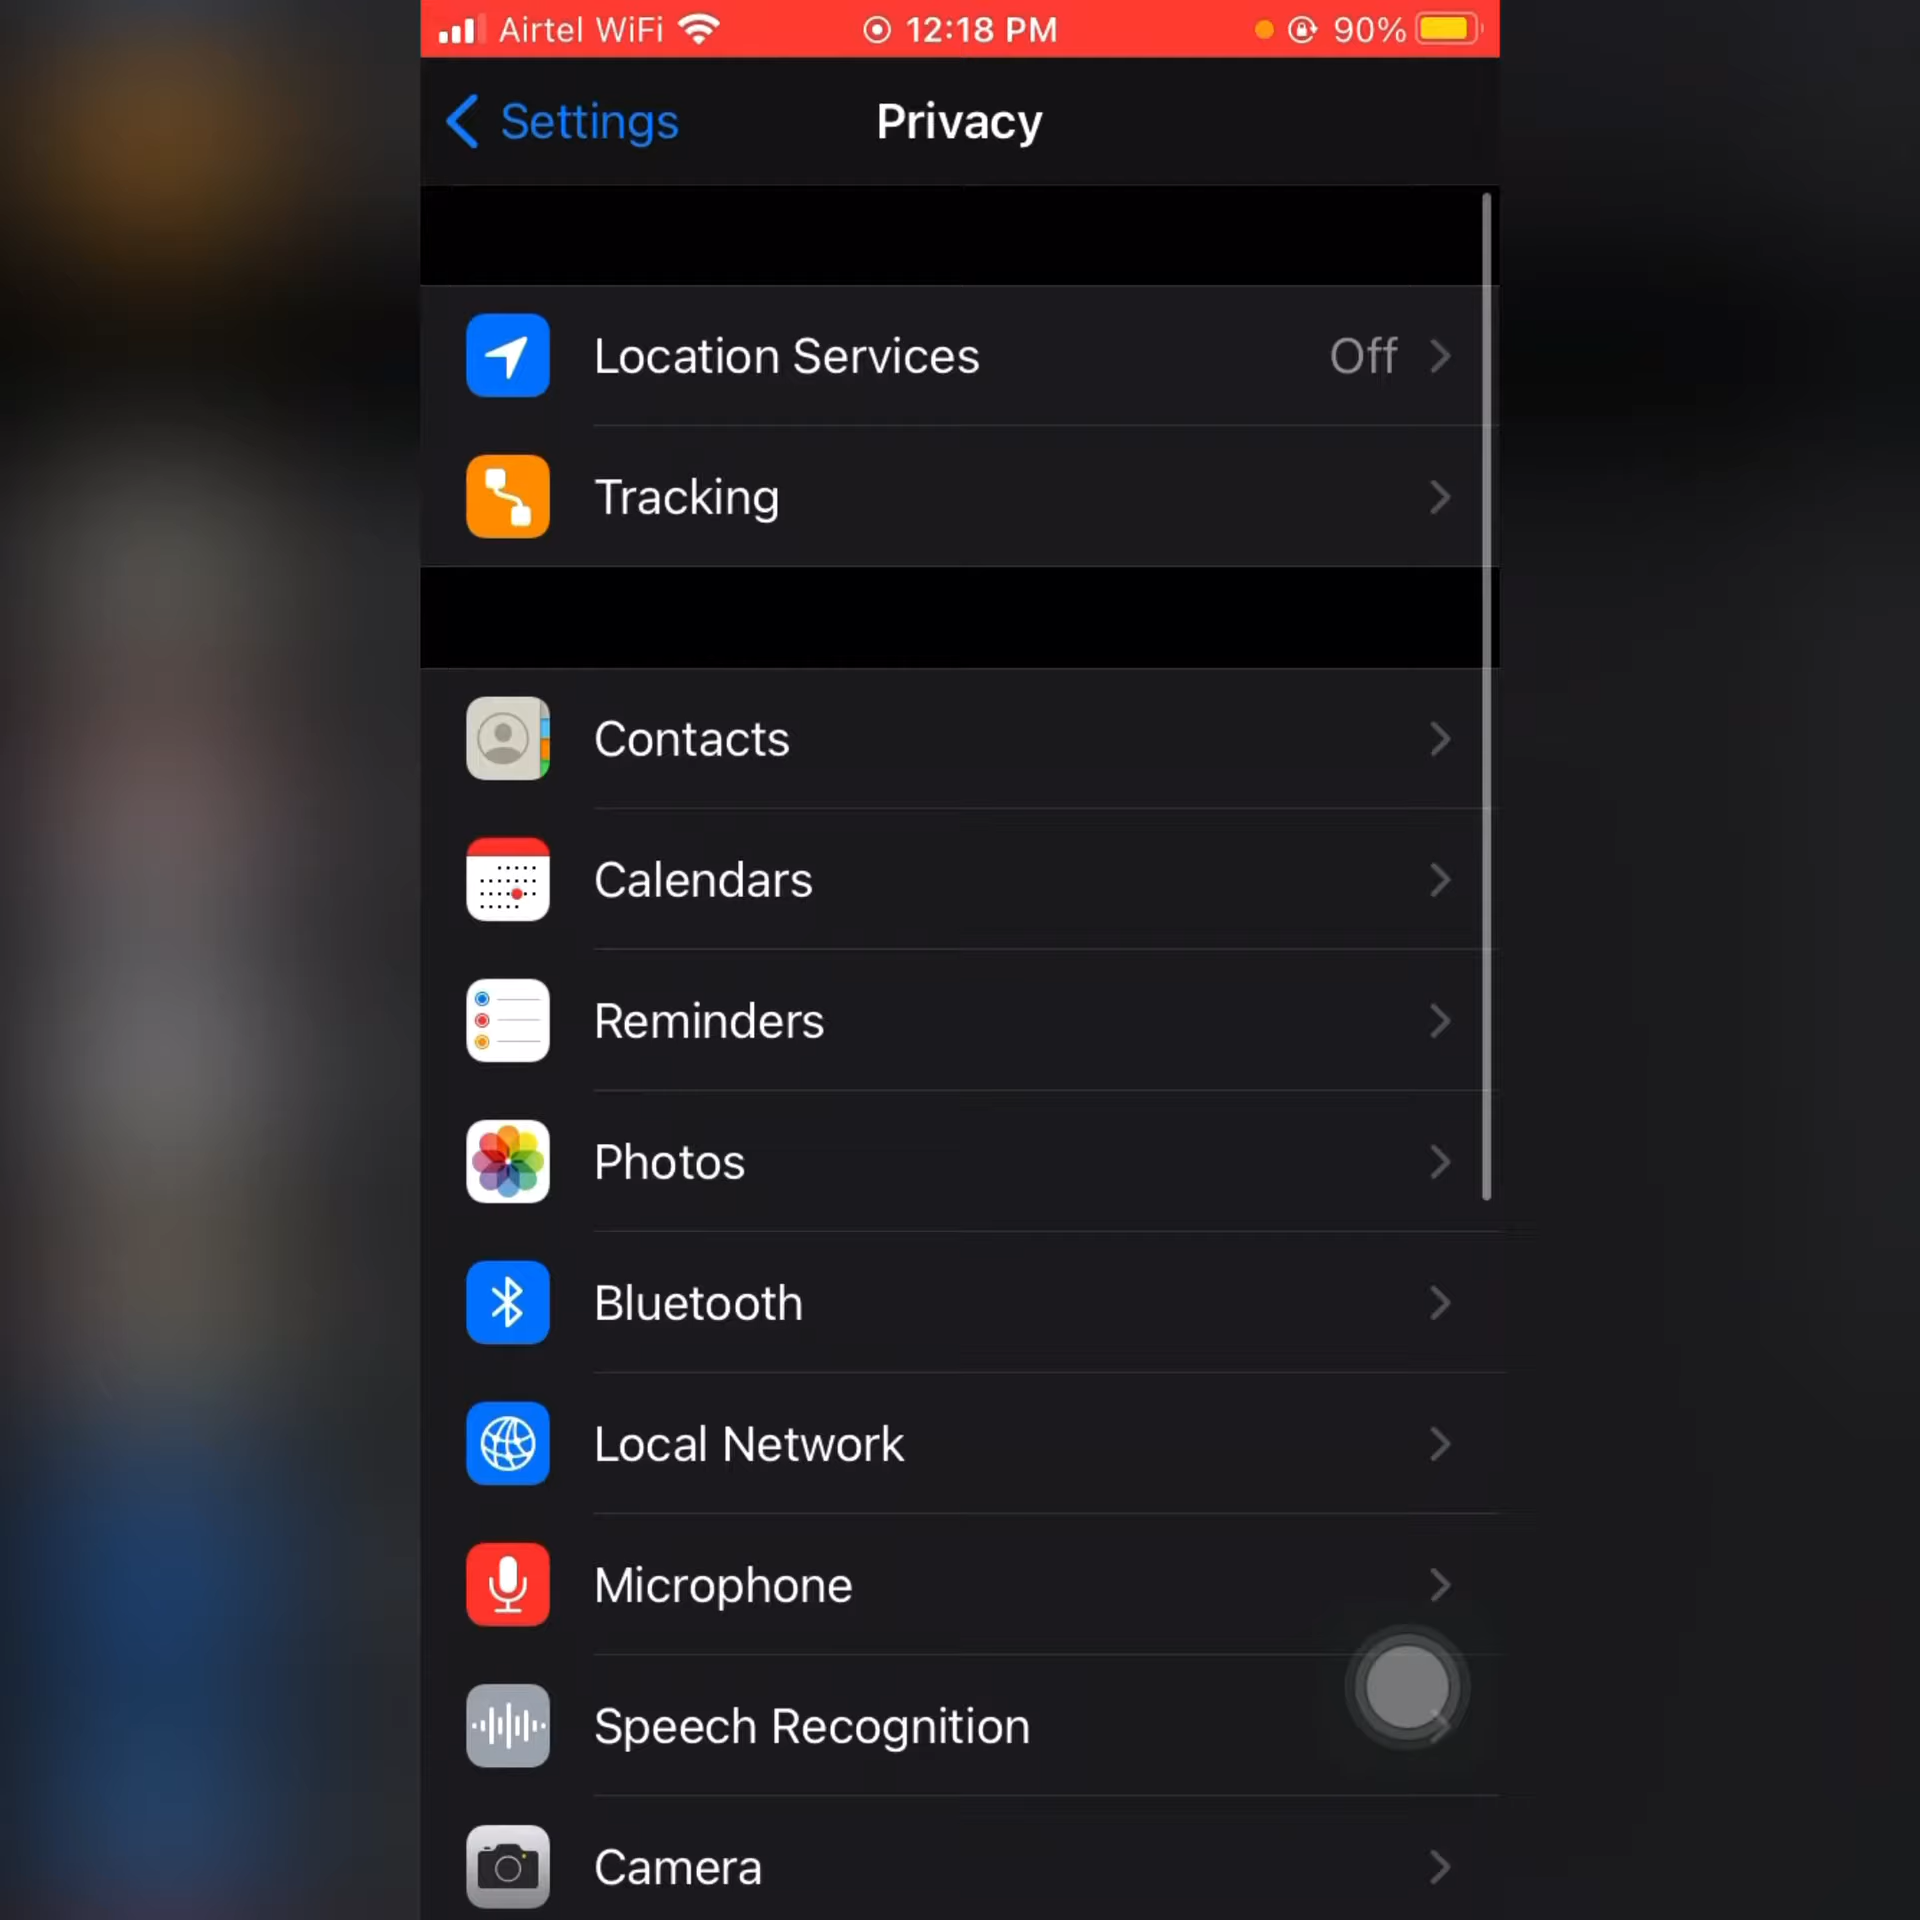 Airtel WiFi 12:18 PM 90%
Settings Privacy
Location Services Off
Tracking
Contacts
Calendars
Reminders
Photos
Bluetooth
Local Network
Microphone
Speech Recognition
Camera